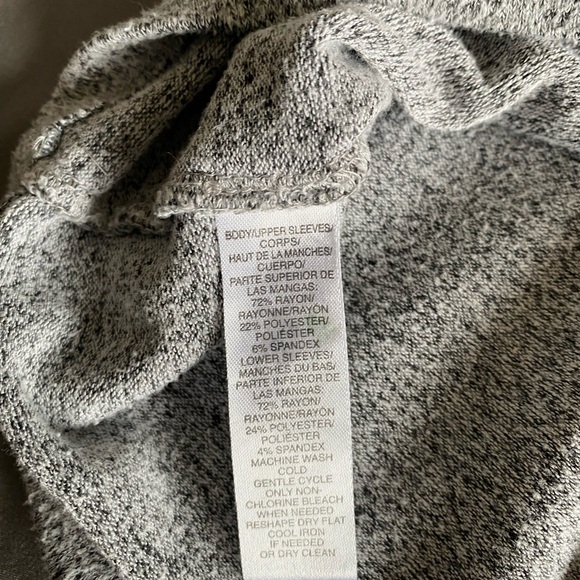 BODY/UPPER SLEEVES/
CORPS/
HAUT DE LA MANCHES/
CUERPO/
PARTE SUPERIOR DE
LAS MANGAS:
72% RAYON/
RAYONNE/RAYÓN
22% POLYESTER/
POLIÉSTER
6% SPANDEX
LOWER SLEEVES/
MANCHES DU BAS/
PARTE INFERIOR DE
LAS MANGAS:
72% RAYON/
RAYONNE/RAYÓN
24% POLYESTER/
POLIÉSTER
4% SPANDEX
MACHINE WASH
COLD
GENTLE CYCLE
ONLY NON-
CHLORINE BLEACH
WHEN NEEDED
RESHAPE DRY FLAT
COOL IRON
IF NEEDED
OR DRY CLEAN